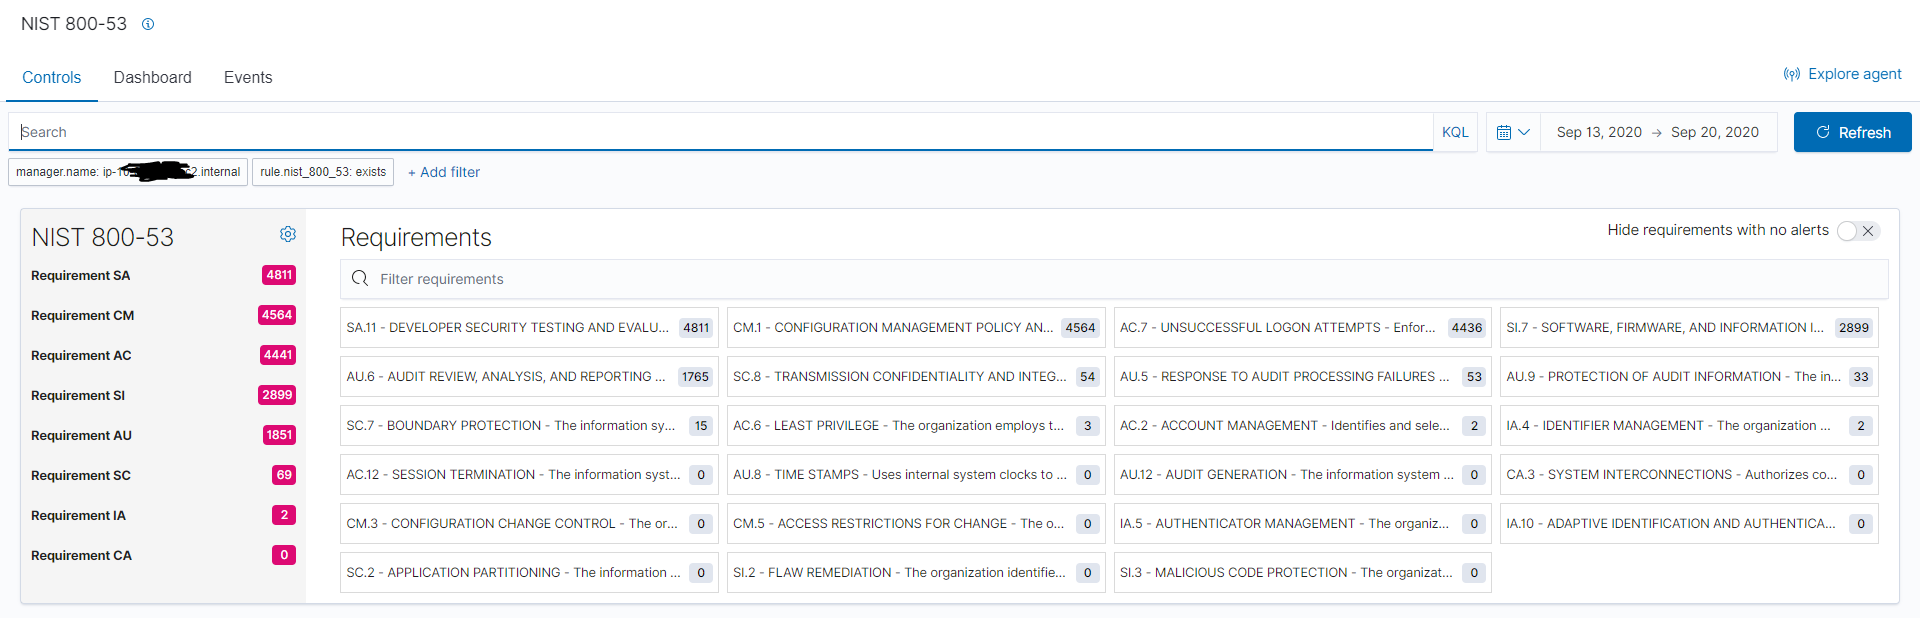 NIST 800-53
Controls Dashboard Events
Explore agent
Search
KQL
Sep 13, 2020 → Sep 20, 2020
Refresh
manager.name: ip-10 c2.internal
rule.nist_800_53: exists
+ Add filter
NIST 800-53
Requirement SA 4811
Requirement CM 4564
Requirement AC 4441
Requirement SI 2899
Requirement AU 1851
Requirement SC 69
Requirement IA 2
Requirement CA 0
Requirements
Hide requirements with no alerts
Filter requirements
SA.11 - DEVELOPER SECURITY TESTING AND EVALU... 4811
CM.1 - CONFIGURATION MANAGEMENT POLICY AN... 4564
AC.7 - UNSUCCESSFUL LOGON ATTEMPTS - Enfor... 4436
SI.7 - SOFTWARE, FIRMWARE, AND INFORMATION I... 2899
AU.6 - AUDIT REVIEW, ANALYSIS, AND REPORTING ... 1765
SC.8 - TRANSMISSION CONFIDENTIALITY AND INTEG... 54
AU.5 - RESPONSE TO AUDIT PROCESSING FAILURES ... 53
AU.9 - PROTECTION OF AUDIT INFORMATION - The in... 33
SC.7 - BOUNDARY PROTECTION - The information sy... 15
AC.6 - LEAST PRIVILEGE - The organization employs t... 3
AC.2 - ACCOUNT MANAGEMENT - Identifies and sele... 2
IA.4 - IDENTIFIER MANAGEMENT - The organization ... 2
AC.12 - SESSION TERMINATION - The information syst... 0
AU.8 - TIME STAMPS - Uses internal system clocks to ... 0
AU.12 - AUDIT GENERATION - The information system ... 0
CA.3 - SYSTEM INTERCONNECTIONS - Authorizes co... 0
CM.3 - CONFIGURATION CHANGE CONTROL - The or... 0
CM.5 - ACCESS RESTRICTIONS FOR CHANGE - The o... 0
IA.5 - AUTHENTICATOR MANAGEMENT - The organiz... 0
IA.10 - ADAPTIVE IDENTIFICATION AND AUTHENTICA... 0
SC.2 - APPLICATION PARTITIONING - The information ... 0
SI.2 - FLAW REMEDIATION - The organization identifie... 0
SI.3 - MALICIOUS CODE PROTECTION - The organizat... 0